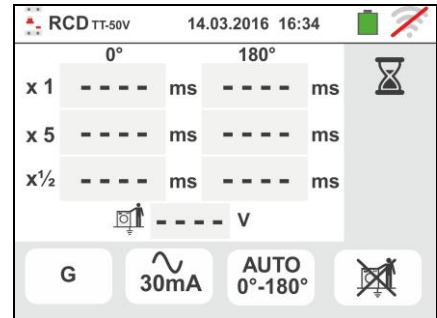 RCD TT-50V 14.03.2016 16:34
0° 180°
x 1 - - - - ms - - - - ms
x 5 - - - - ms - - - - ms
x½ - - - - ms - - - - ms
- - - - V
G 30mA AUTO 0°-180°